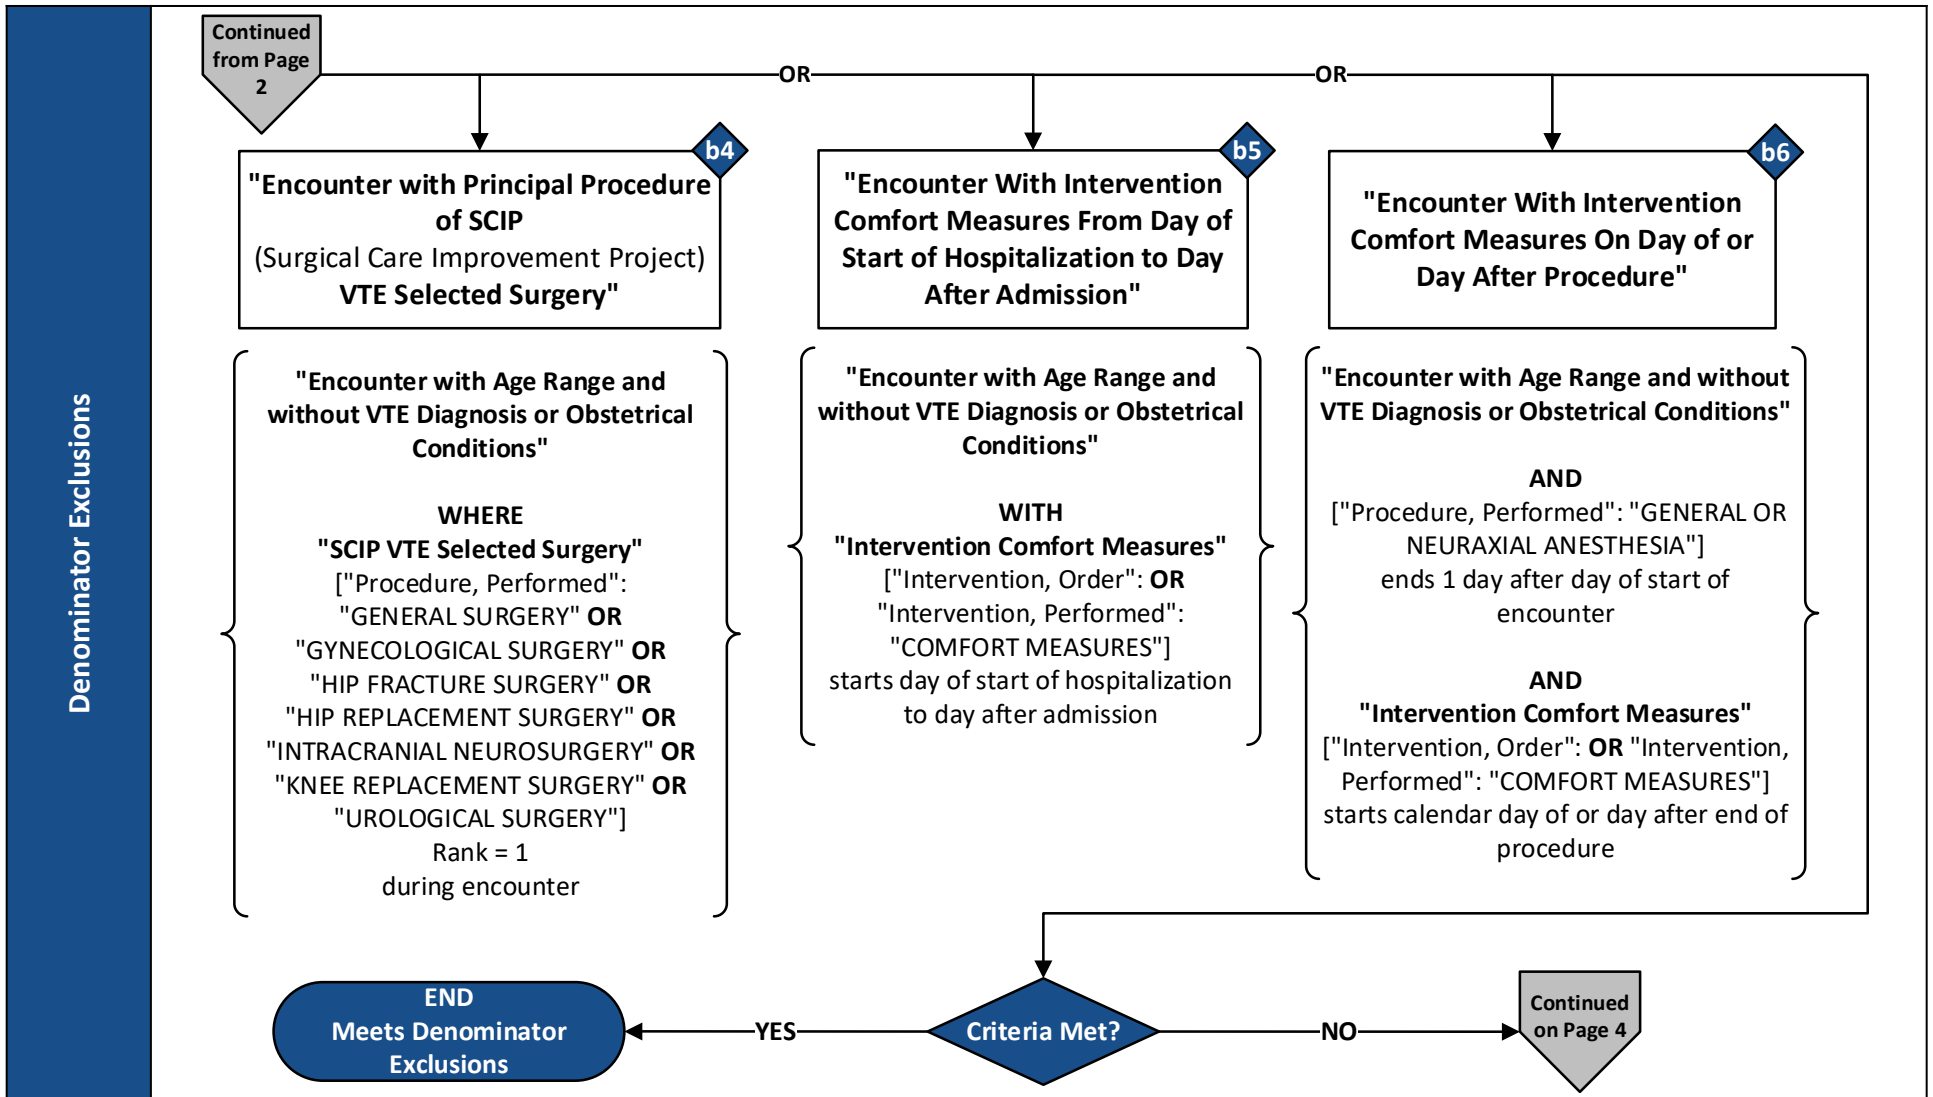 Denominator Exclusions
Continued
from Page
2
OR
OR
b4
"Encounter with Principal Procedure
of SCIP
(Surgical Care Improvement Project)
VTE Selected Surgery"
"Encounter with Age Range and
without VTE Diagnosis or Obstetrical
Conditions"
WHERE
"SCIP VTE Selected Surgery"
["Procedure, Performed":
"GENERAL SURGERY" OR
"GYNECOLOGICAL SURGERY" OR
"HIP FRACTURE SURGERY" OR
"HIP REPLACEMENT SURGERY" OR
"INTRACRANIAL NEUROSURGERY" OR
"KNEE REPLACEMENT SURGERY" OR
"UROLOGICAL SURGERY"]
Rank = 1
during encounter
b5
"Encounter With Intervention
Comfort Measures From Day of
Start of Hospitalization to Day
After Admission"
"Encounter with Age Range and
without VTE Diagnosis or Obstetrical
Conditions"
WITH
"Intervention Comfort Measures"
["Intervention, Order": OR
"Intervention, Performed":
"COMFORT MEASURES"]
starts day of start of hospitalization
to day after admission
b6
"Encounter With Intervention
Comfort Measures On Day of or
Day After Procedure"
"Encounter with Age Range and without
VTE Diagnosis or Obstetrical Conditions"
AND
["Procedure, Performed": "GENERAL OR
NEURAXIAL ANESTHESIA"]
ends 1 day after day of start of
encounter
AND
"Intervention Comfort Measures"
["Intervention, Order": OR "Intervention,
Performed": "COMFORT MEASURES"]
starts calendar day of or day after end of
procedure
END
Meets Denominator
Exclusions
YES
Criteria Met?
NO
Continued
on Page 4